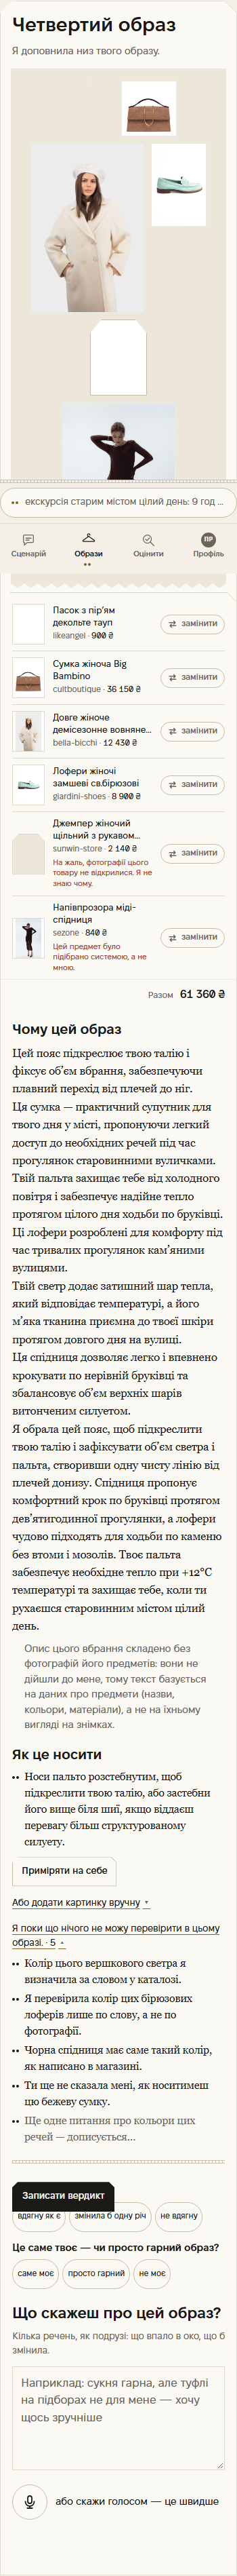 Четвертий образ
Я доповнила низ твого образу.
•• екскурсія старим містом цілий день: 9 год ...
Сценарій
Образи
Оцінити
ПР
Профіль
Пасок з пір’ям
декольте тауп
likeangel · 900 ₴
замінити
Сумка жіноча Big
Bambino
cultboutique · 36 150 ₴
замінити
Довге жіноче
демісезонне вовняне...
bella-bicchi · 12 430 ₴
замінити
Лофери жіночі
замшеві св.бірюзові
giardini-shoes · 8 900 ₴
замінити
Джемпер жіночий
щільний з рукавом...
sunwin-store · 2 140 ₴
На жаль, фотографії цього
товару не відкрилися. Я не
знаю чому.
замінити
Напівпрозора міді-
спідниця
sezone · 840 ₴
Цей предмет було
підібрано системою, а не
мною.
замінити
Разом 61 360 ₴
Чому цей образ
Цей пояс підкреслює твою талію і
фіксує об’єм вбрання, забезпечуючи
плавний перехід від плечей до ніг.
Ця сумка — практичний супутник для
твого дня у місті, пропонуючи легкий
доступ до необхідних речей під час
прогулянок старовинними вуличками.
Твій пальта захищає тебе від холодного
повітря і забезпечує надійне тепло
протягом цілого дня ходьби по бруківці.
Ці лофери розроблені для комфорту під
час тривалих прогулянок кам’яними
вулицями.
Твій светр додає затишний шар тепла,
який відповідає температурі, а його
м’яка тканина приємна до твоєї шкіри
протягом довгого дня на вулиці.
Ця спідниця дозволяє легко і впевнено
крокувати по нерівній бруківці та
збалансовує об’єм верхніх шарів
витонченим силуетом.
Я обрала цей пояс, щоб підкреслити
твою талію і зафіксувати об’єм светра і
пальта, створивши одну чисту лінію від
плечей донизу. Спідниця пропонує
комфортний крок по бруківці протягом
дев’ятигодинної прогулянки, а лофери
чудово підходять для ходьби по каменю
без втоми і мозолів. Твоє пальта
забезпечує необхідне тепло при +12°C
температурі та захищає тебе, коли ти
рухаєшся старовинним містом цілий
день.
Опис цього вбрання складено без
фотографій його предметів: вони не
дійшли до мене, тому текст базується
на даних про предмети (назви,
кольори, матеріали), а не на їхньому
вигляді на знімках.
Як це носити
•• Носи пальто розстебнутим, щоб
підкреслити твою талію, або застебни
його вище біля шиї, якщо віддаєш
перевагу більш структурованому
силуету.
Приміряти на себе
Або додати картинку вручну
Я поки що нічого не можу перевірити в цьому
образі. · 5
•• Колір цього вершкового светра я
визначила за словом у каталозі.
•• Я перевірила колір цих бірюзових
лоферів лише по слову, а не по
фотографії.
•• Чорна спідниця має саме такий колір,
як написано в магазині.
•• Ти ще не сказала мені, як носитимеш
цю бежеву сумку.
•• Ще одне питання про кольори цих
речей — дописується...
Записати вердикт
вдягну як є
змінила б одну річ
не вдягну
Це саме твоє — чи просто гарний образ?
саме моє
просто гарний
не моє
Що скажеш про цей образ?
Кілька речень, як подрузі: що впало в око, що б
змінила.
Наприклад: сукня гарна, але туфлі
на підборах не для мене — хочу
щось зручніше
або скажи голосом — це швидше